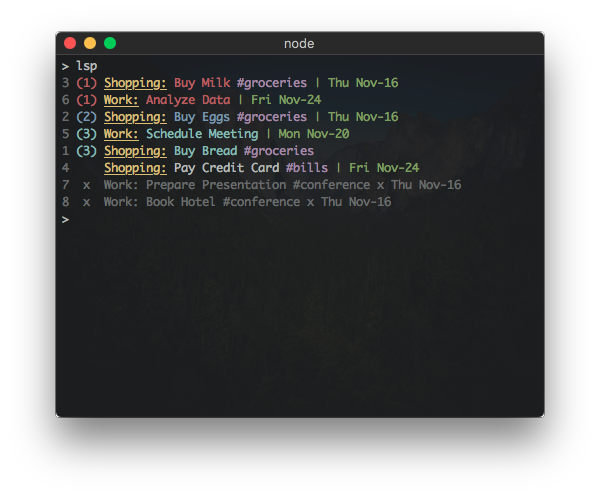 node
> lsp
3 (1) Shopping: Buy Milk #groceries | Thu Nov-16
6 (1) Work: Analyze Data | Fri Nov-24
2 (2) Shopping: Buy Eggs #groceries | Thu Nov-16
5 (3) Work: Schedule Meeting | Mon Nov-20
1 (3) Shopping: Buy Bread #groceries
4     Shopping: Pay Credit Card #bills | Fri Nov-24
7  x  Work: Prepare Presentation #conference x Thu Nov-16
8  x  Work: Book Hotel #conference x Thu Nov-16
>